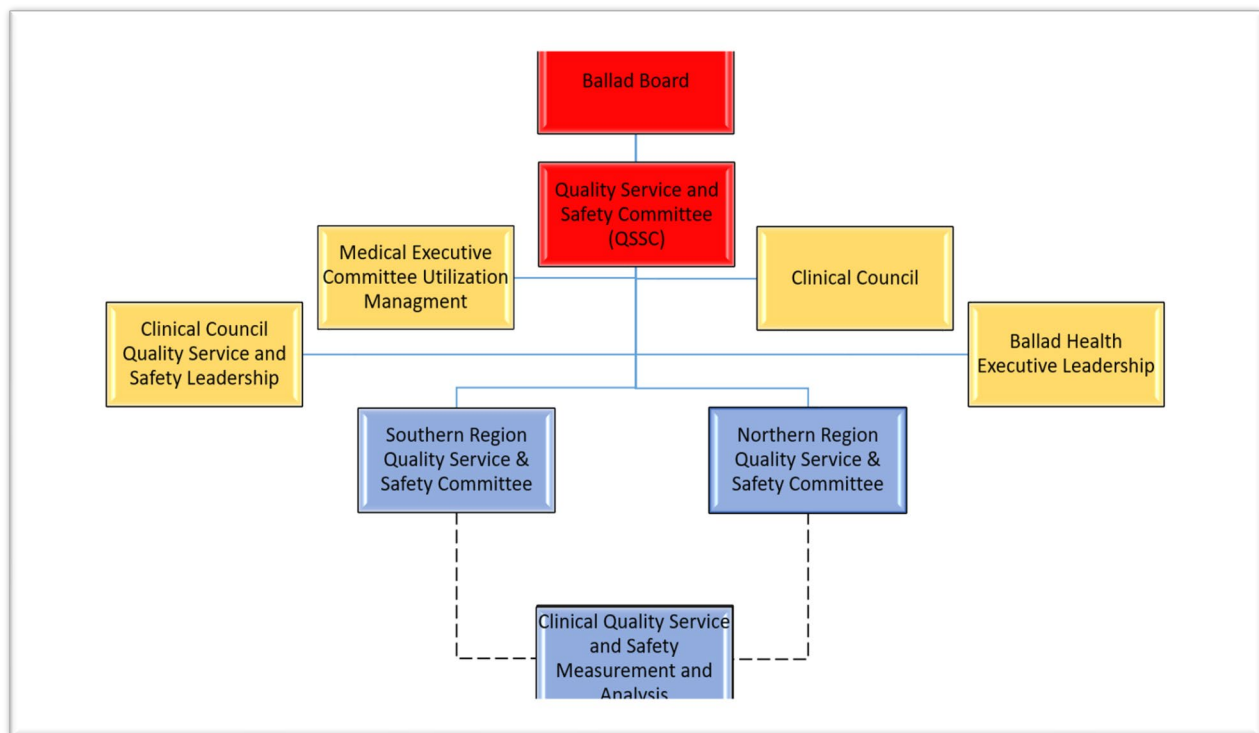 Ballad Board
Quality Service and
Safety Committee
(QSSC)
Medical Executive
Committee Utilization
Managment
Clinical Council
Clinical Council
Quality Service and
Safety Leadership
Ballad Health
Executive Leadership
Southern Region
Quality Service &
Safety Committee
Northern Region
Quality Service &
Safety Committee
Clinical Quality Service
and Safety
Measurement and
Analysis